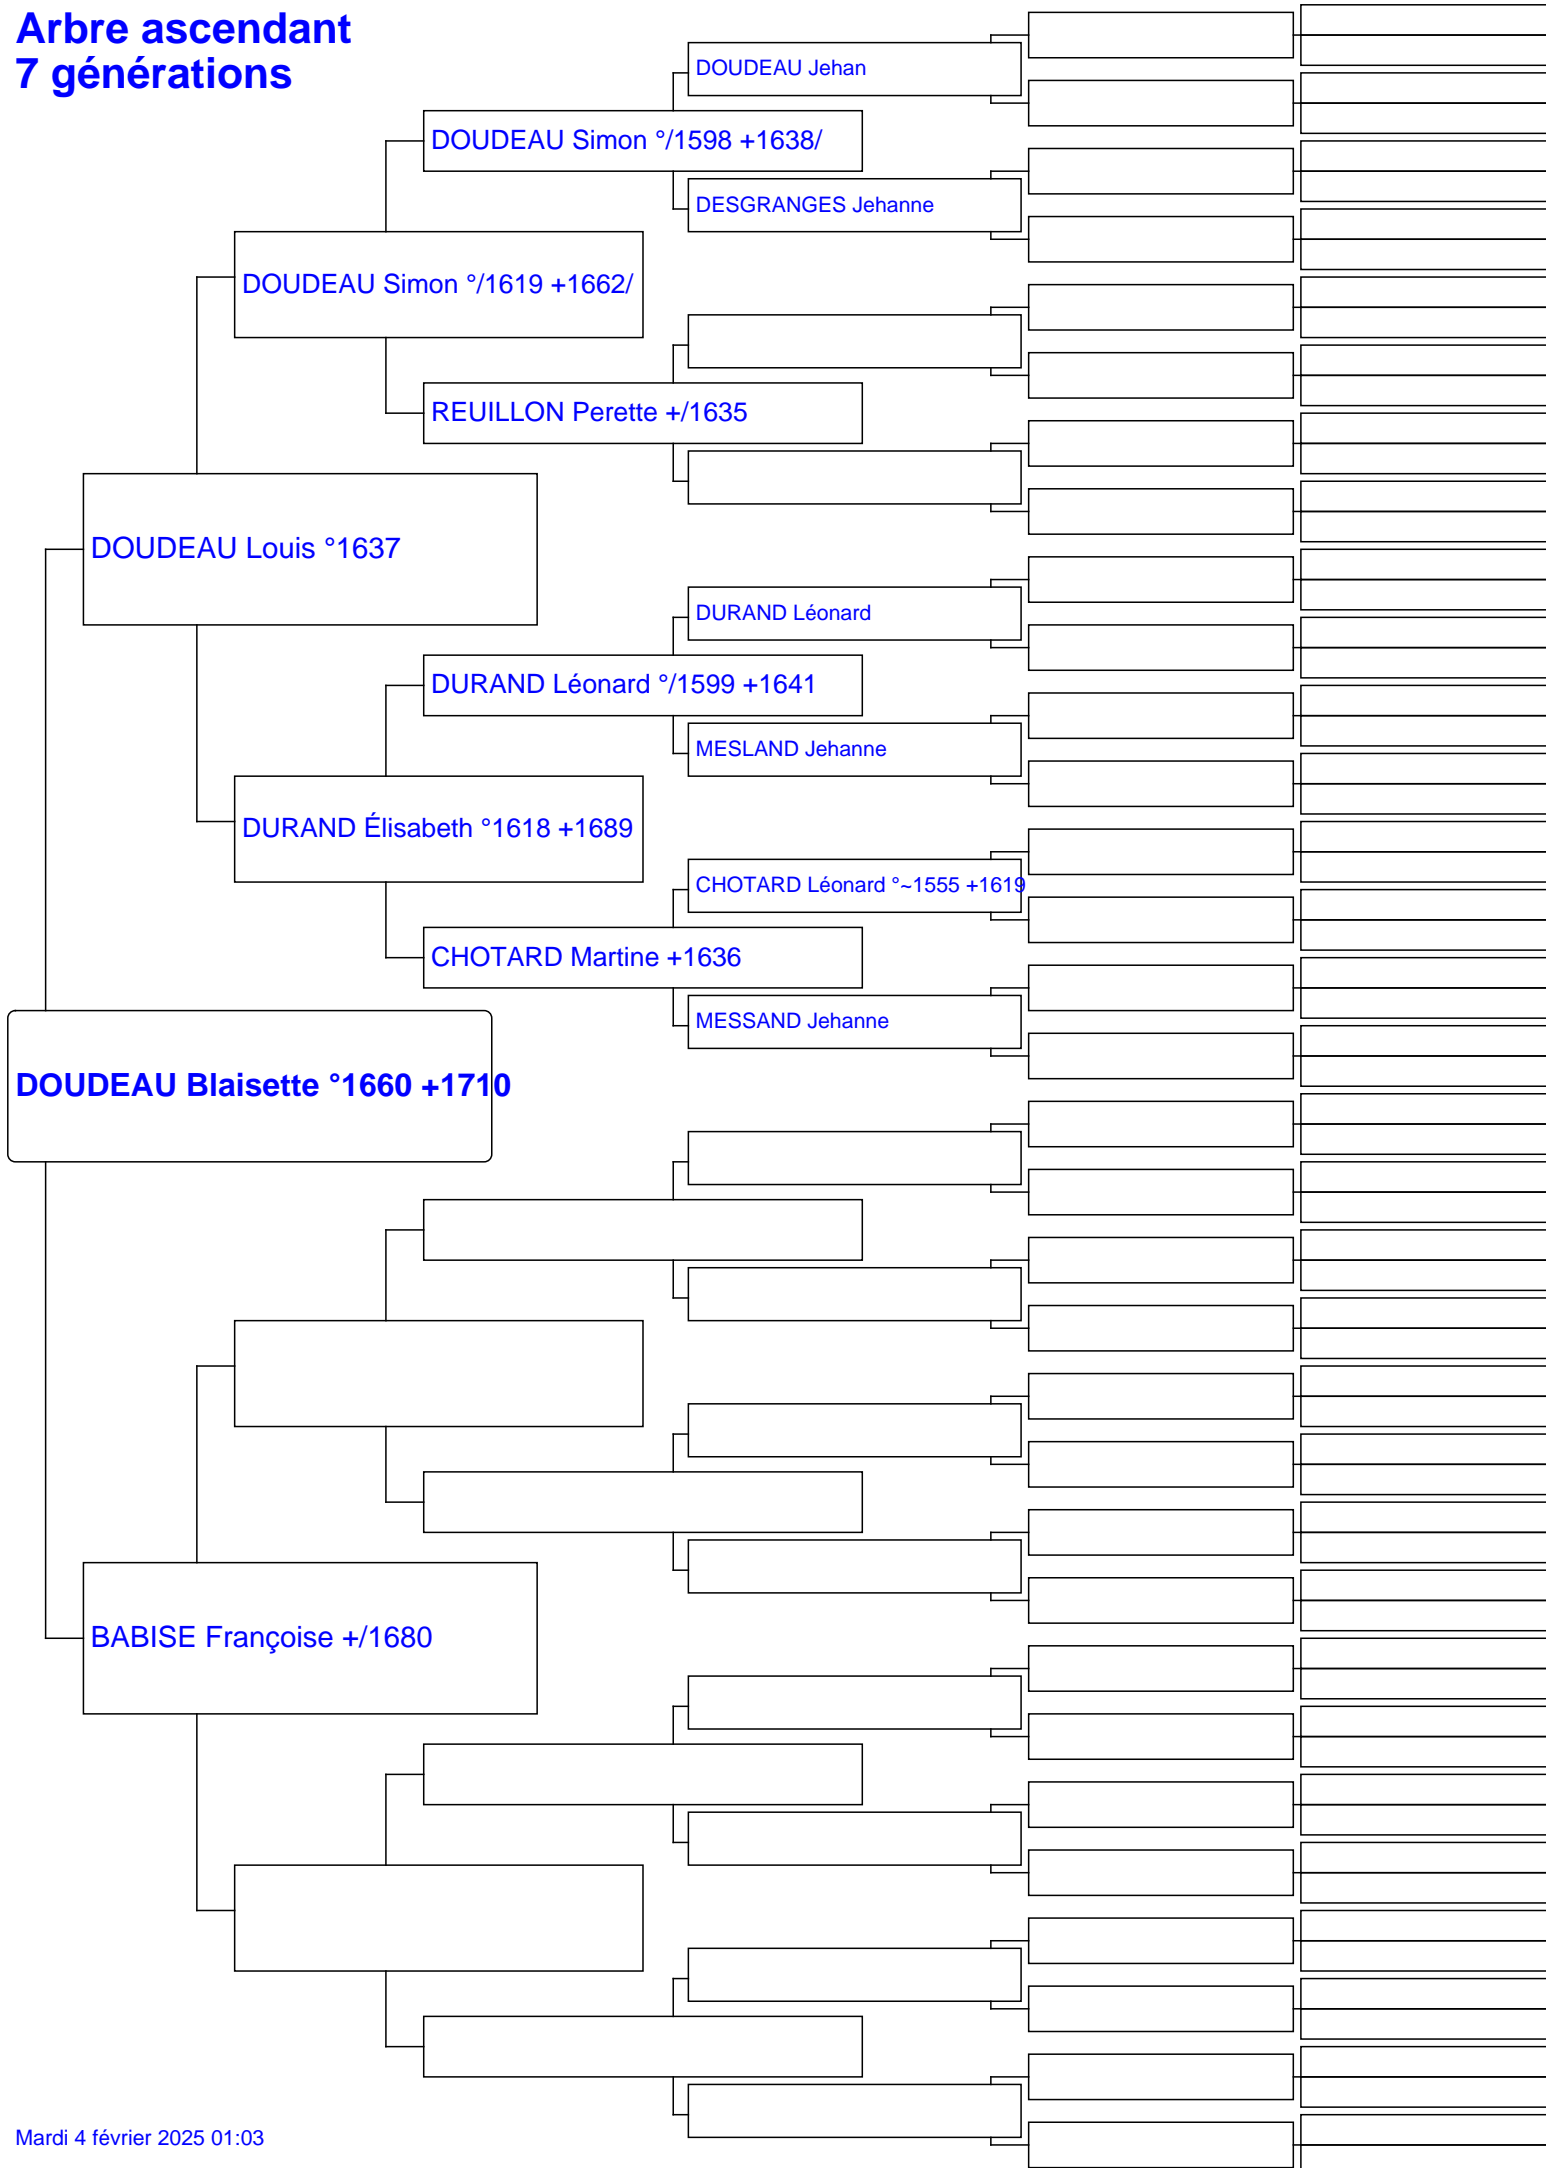 Arbre ascendant
7 générations
DOUDEAU Jehan
DOUDEAU Simon °/1598 +1638/
DESGRANGES Jehanne
DOUDEAU Simon °/1619 +1662/
REUILLON Perette +/1635
DOUDEAU Louis °1637
DURAND Léonard
DURAND Léonard °/1599 +1641
MESLAND Jehanne
DURAND Élisabeth °1618 +1689
CHOTARD Léonard °~1555 +1619
CHOTARD Martine +1636
MESSAND Jehanne
DOUDEAU Blaisette °1660 +1710
BABISE Françoise +/1680
Mardi 4 février 2025 01:03